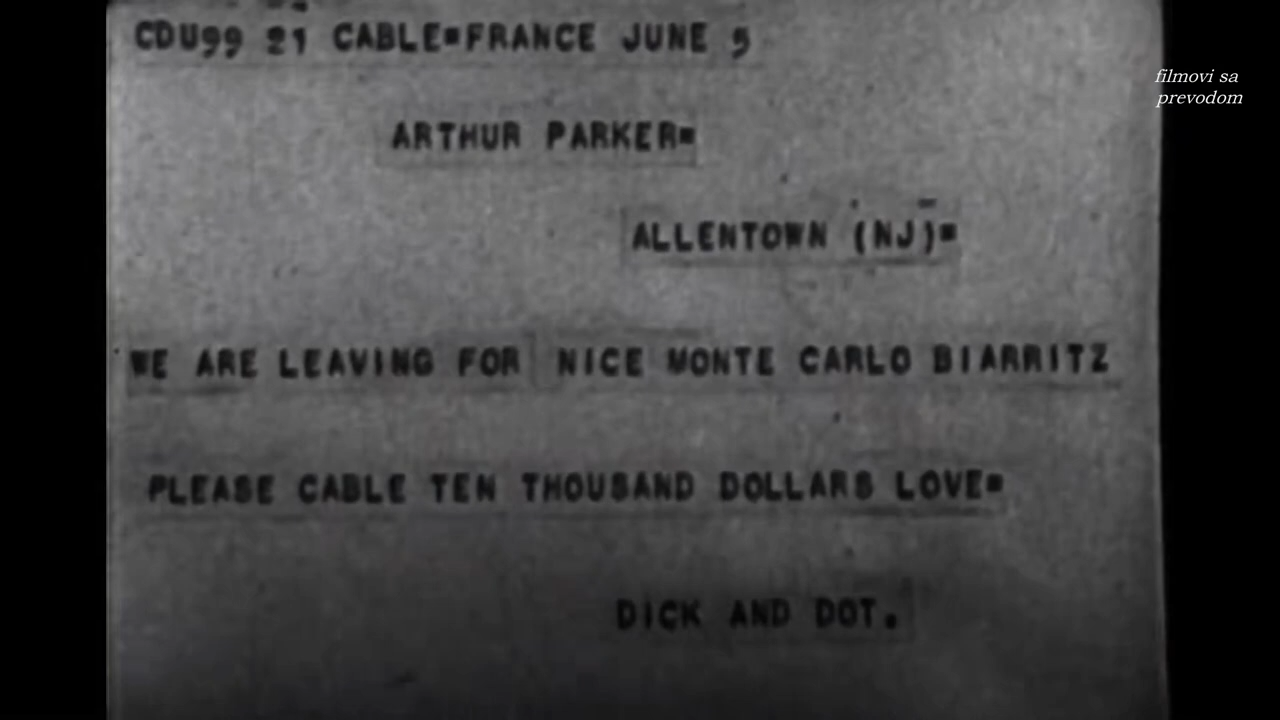 CDU99 21 CABLE=FRANCE JUNE 5
ARTHUR PARKER=
ALLENTOWN (NJ)=
WE ARE LEAVING FOR NICE MONTE CARLO BIARRITZ
PLEASE CABLE TEN THOUSAND DOLLARS LOVE=
DICK AND DOT.
filmovi sa
prevodom